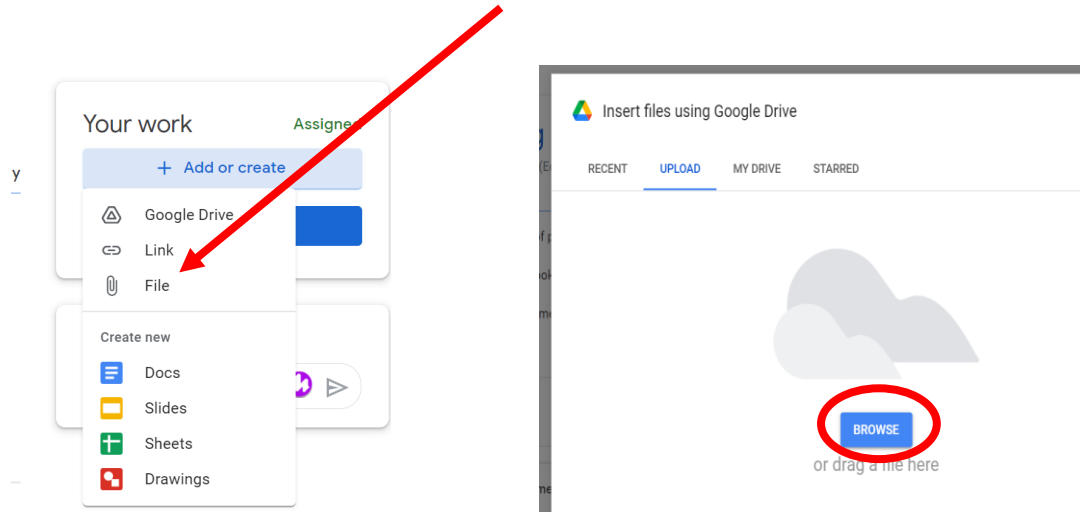 Your work
Assigned
y
+ Add or create
Google Drive
Link
File
Create new
Docs
Slides
Sheets
Drawings
Insert files using Google Drive
RECENT UPLOAD MY DRIVE STARRED
BROWSE
or drag a file here